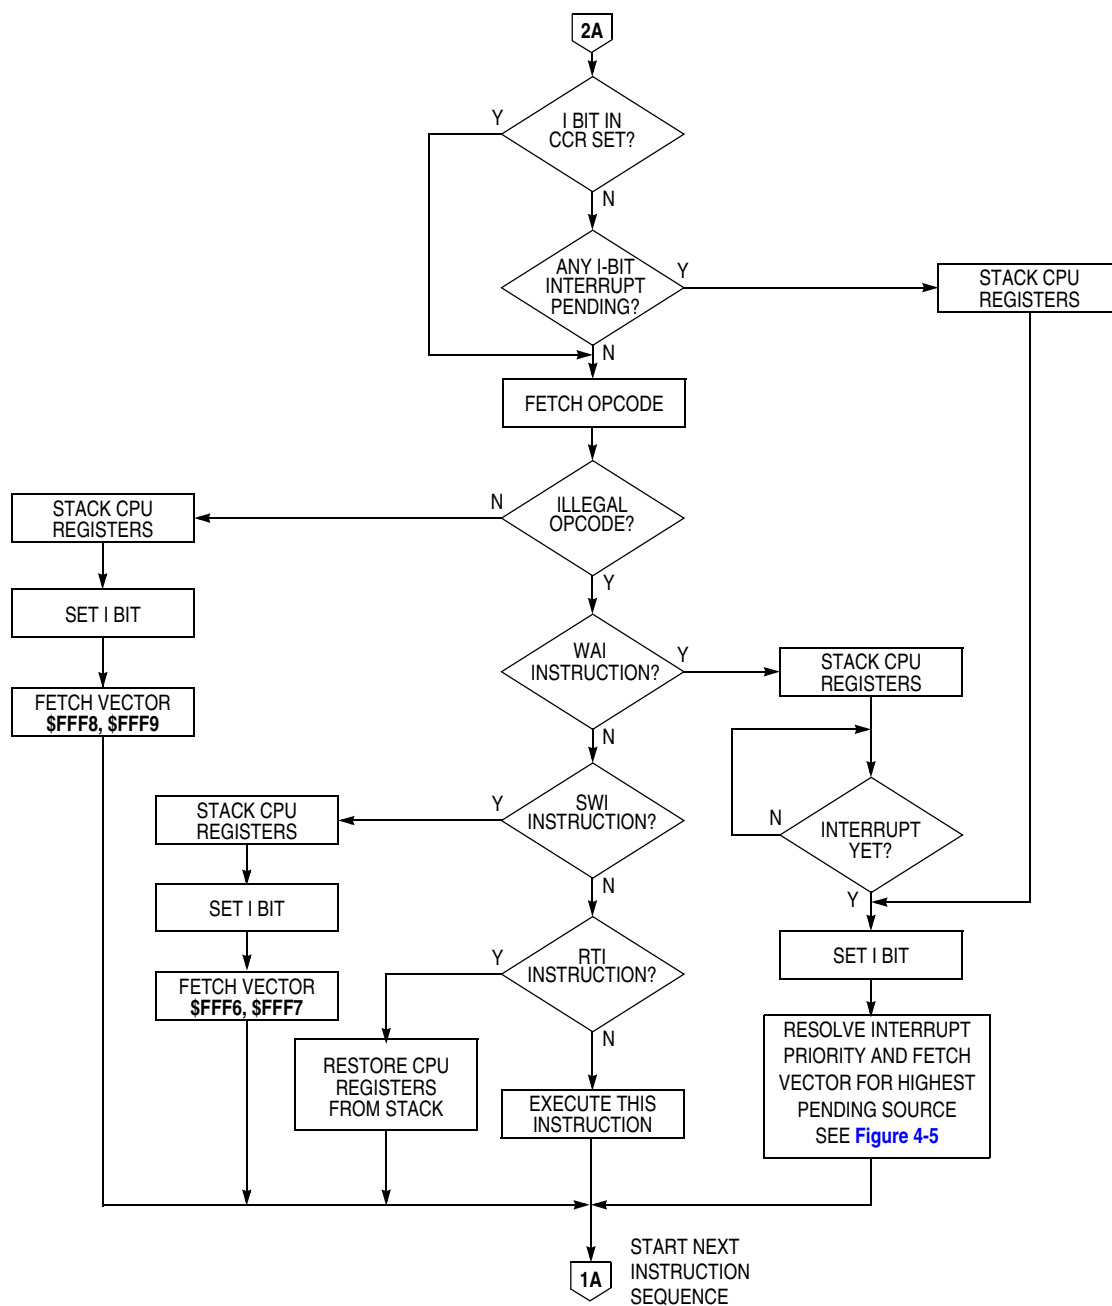 2A
Y
I BIT IN
CCR SET?
N
ANY I-BIT
INTERRUPT
PENDING?
Y
STACK CPU
REGISTERS
N
FETCH OPCODE
STACK CPU
REGISTERS
N
ILLEGAL
OPCODE?
Y
SET I BIT
WAI
INSTRUCTION?
Y
STACK CPU
REGISTERS
FETCH VECTOR
$FFF8, $FFF9
N
STACK CPU
REGISTERS
Y
SWI
INSTRUCTION?
N
INTERRUPT
YET?
N
Y
SET I BIT
Y
RTI
INSTRUCTION?
SET I BIT
FETCH VECTOR
$FFF6, $FFF7
N
RESTORE CPU
REGISTERS
FROM STACK
EXECUTE THIS
INSTRUCTION
RESOLVE INTERRUPT
PRIORITY AND FETCH
VECTOR FOR HIGHEST
PENDING SOURCE
SEE Figure 4-5
1A
START NEXT
INSTRUCTION
SEQUENCE